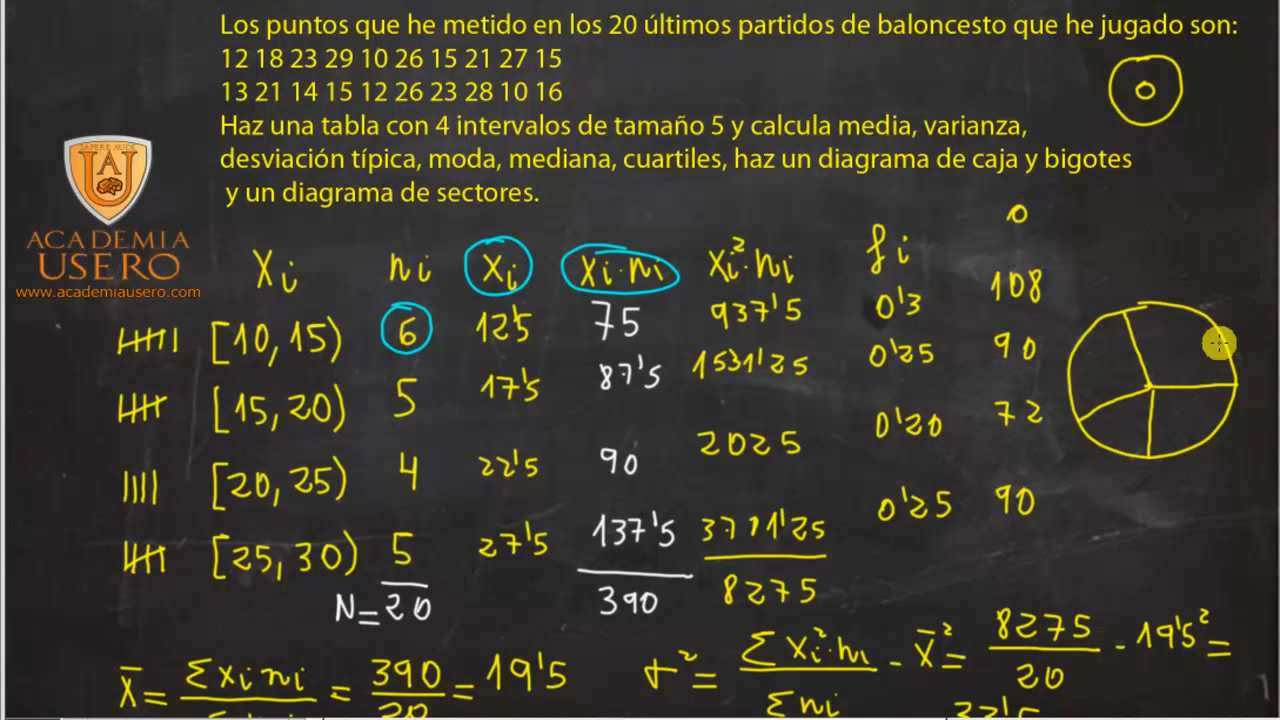 Los puntos que he metido en los 20 últimos partidos de baloncesto que he jugado son:
12 18 23 29 10 26 15 21 27 15
13 21 14 15 12 26 23 28 10 16
Haz una tabla con 4 intervalos de tamaño 5 y calcula media, varianza,
desviación típica, moda, mediana, cuartiles, haz un diagrama de caja y bigotes
y un diagrama de sectores.
SAPERE AUDE
UA
ACADEMIA
USERO
www.academiausero.com
Xi ni xi xi·ni xi²·ni fi o
[10, 15) 6 12'5 75 937'5 0'3 108
[15, 20) 5 17'5 87'5 1531'25 0'25 90
[20, 25) 4 22'5 90 2025 0'20 72
[25, 30) 5 27'5 137'5 3781'25 0'25 90
N=20 390 8275
x̄ = Σxini = 390/20 = 19'5
σ² = Σxi²·ni/Σni - x̄² = 8275/20 - 19'5² =